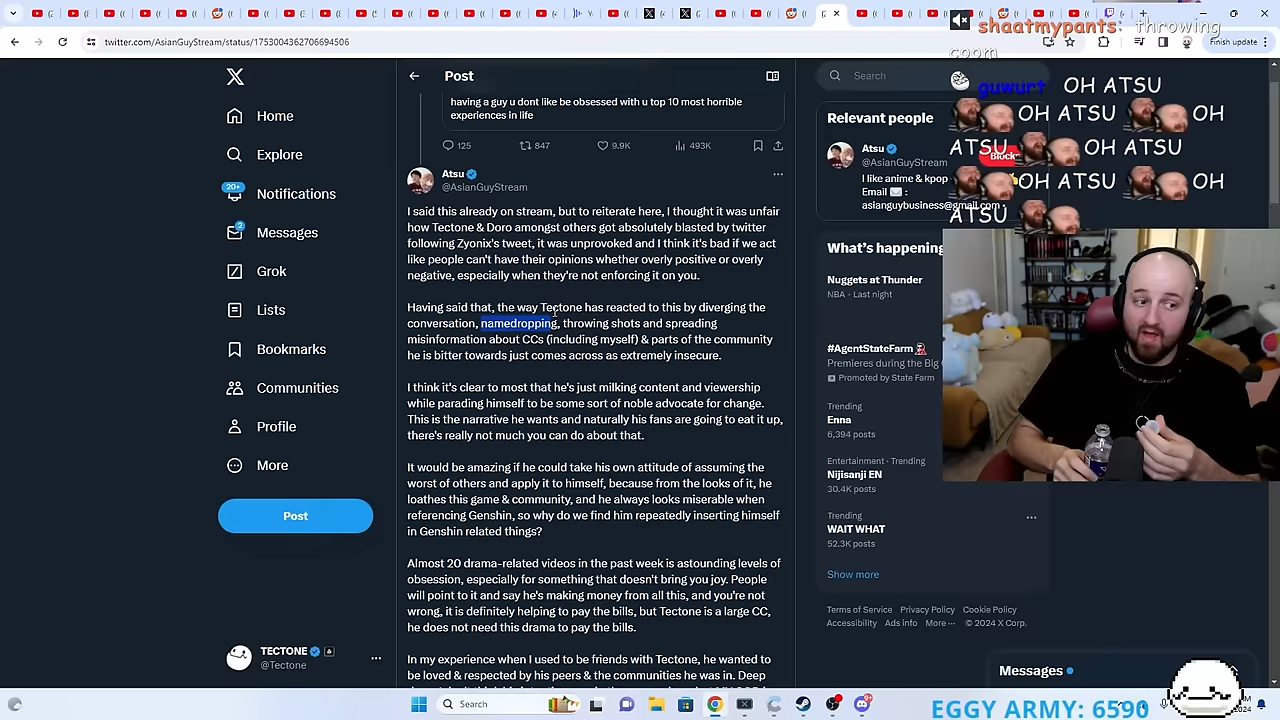 shaatmypants: throwing
coom
twitter.com/AsianGuyStream/status/1753004362706694506
Finish update
guwurt OH ATSU
OH ATSU OH
ATSU OH ATSU
OH ATSU OH
ATSU
Home
Explore
20+
Notifications
2
Messages
Grok
Lists
Bookmarks
Communities
Profile
More
Post
TECTONE
@Tectone
Post
having a guy u dont like be obsessed with u top 10 most horrible
experiences in life
125 847 9.9K 493K
Atsu
@AsianGuyStream
I said this already on stream, but to reiterate here, I thought it was unfair
how Tectone & Doro amongst others got absolutely blasted by twitter
following Zyonix's tweet, it was unprovoked and I think it's bad if we act
like people can't have their opinions whether overly positive or overly
negative, especially when they're not enforcing it on you.
Having said that, the way Tectone has reacted to this by diverging the
conversation, namedropping, throwing shots and spreading
misinformation about CCs (including myself) & parts of the community
he is bitter towards just comes across as extremely insecure.
I think it's clear to most that he's just milking content and viewership
while parading himself to be some sort of noble advocate for change.
This is the narrative he wants and naturally his fans are going to eat it up,
there's really not much you can do about that.
It would be amazing if he could take his own attitude of assuming the
worst of others and apply it to himself, because from the looks of it, he
loathes this game & community, and he always looks miserable when
referencing Genshin, so why do we find him repeatedly inserting himself
in Genshin related things?
Almost 20 drama-related videos in the past week is astounding levels of
obsession, especially for something that doesn't bring you joy. People
will point to it and say he's making money from all this, and you're not
wrong, it is definitely helping to pay the bills, but Tectone is a large CC,
he does not need this drama to pay the bills.
In my experience when I used to be friends with Tectone, he wanted to
be loved & respected by his peers & the communities he was in. Deep
Search
Relevant people
Atsu
@AsianGuyStream
Block
I like anime & kpop
Email :
asianguybusiness@gmail.com
What's happening
Nuggets at Thunder
NBA · Last night
#AgentStateFarm
Premieres during the Big
Promoted by State Farm
Trending
Enna
6,394 posts
Entertainment · Trending
Nijisanji EN
30.4K posts
Trending
WAIT WHAT
52.3K posts
Show more
Terms of Service Privacy Policy Cookie Policy
Accessibility Ads info More © 2024 X Corp.
Messages
Search
EGGY ARMY: 6590